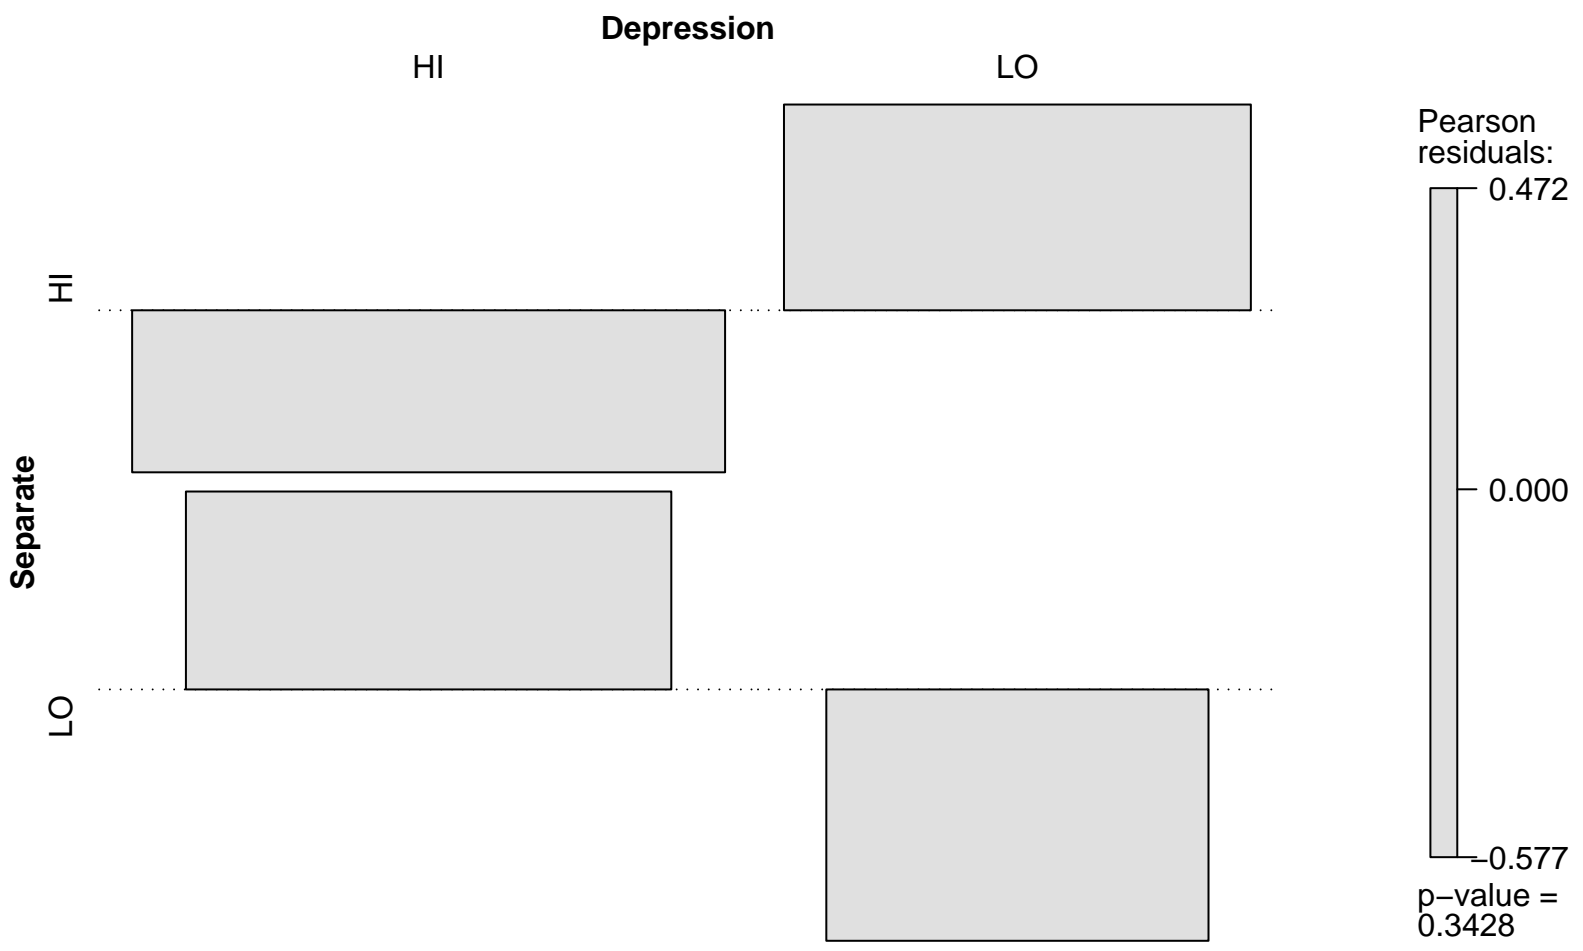 Depression
HI
LO
Separate
HI
LO
Pearson
residuals:
0.472
0.000
−0.577
p−value =
0.3428